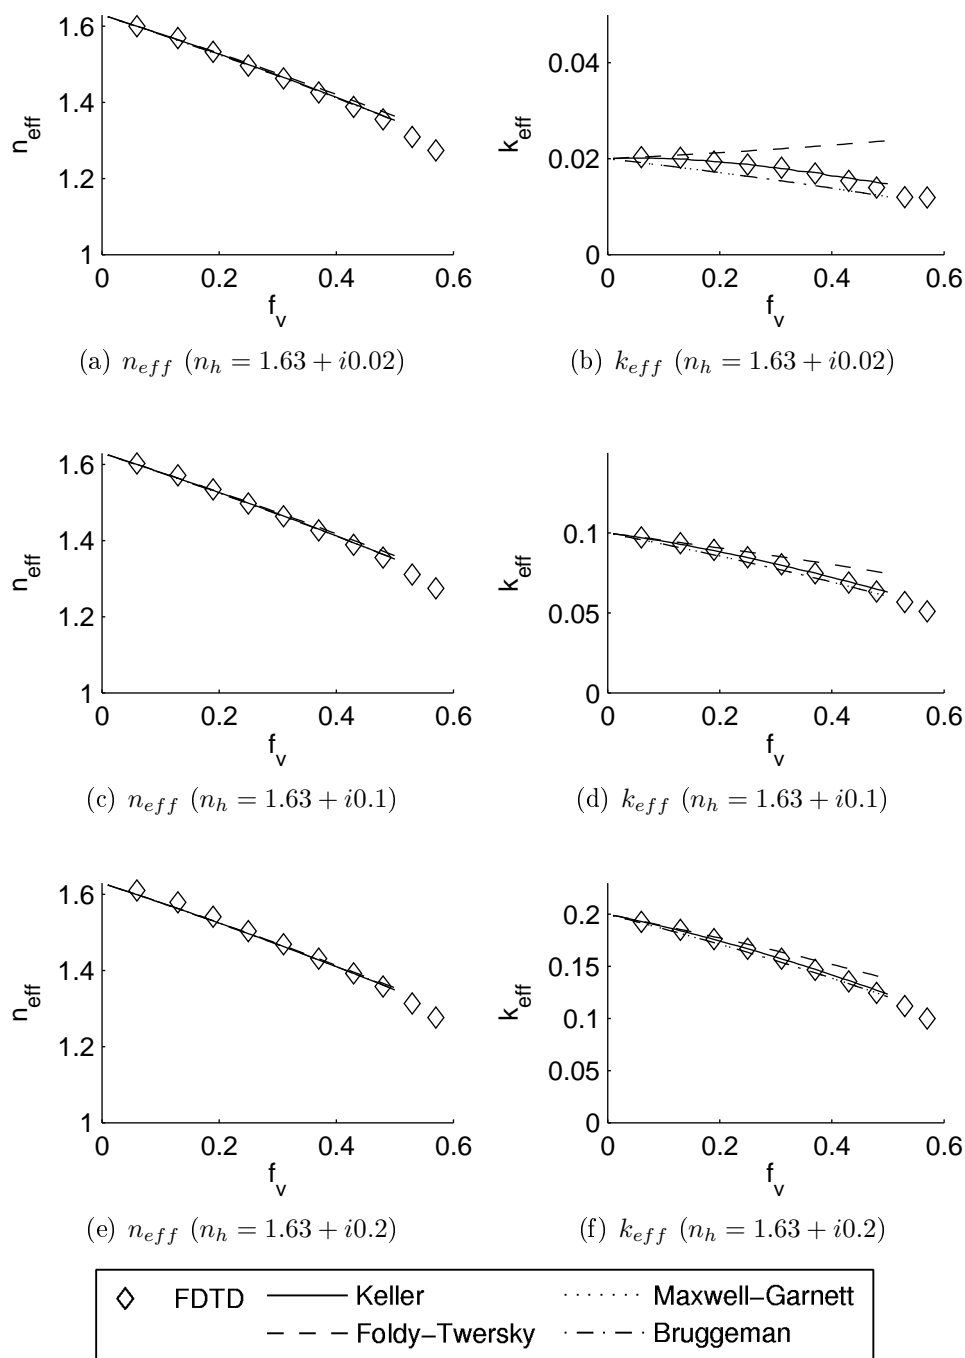 1.6
1.4
1.2
1
n_eff
0 0.2 0.4 0.6
f_v
(a) n_eff (n_h = 1.63 + i0.02)
0.04
0.02
0
k_eff
0 0.2 0.4 0.6
f_v
(b) k_eff (n_h = 1.63 + i0.02)
1.6
1.4
1.2
1
n_eff
0 0.2 0.4 0.6
f_v
(c) n_eff (n_h = 1.63 + i0.1)
0.1
0.05
0
k_eff
0 0.2 0.4 0.6
f_v
(d) k_eff (n_h = 1.63 + i0.1)
1.6
1.4
1.2
1
n_eff
0 0.2 0.4 0.6
f_v
(e) n_eff (n_h = 1.63 + i0.2)
0.2
0.15
0.1
0.05
0
k_eff
0 0.2 0.4 0.6
f_v
(f) k_eff (n_h = 1.63 + i0.2)
FDTD Keller Maxwell−Garnett
Foldy−Twersky Bruggeman